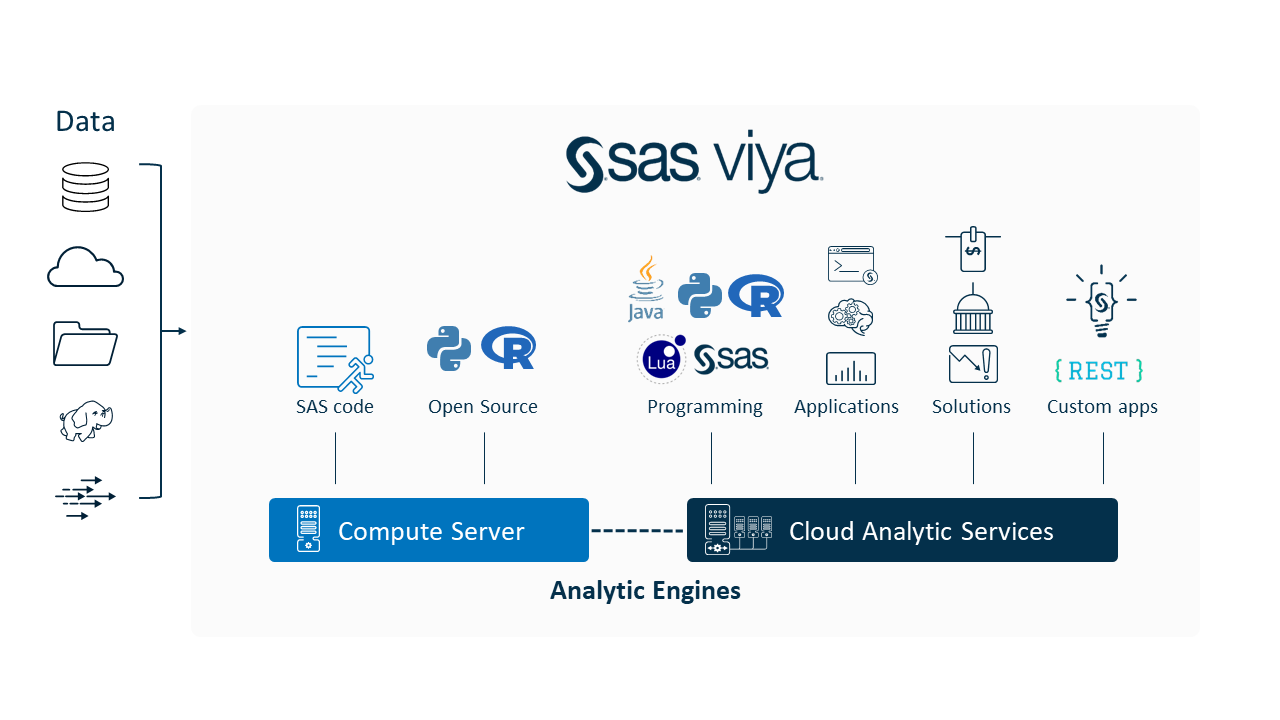 Data
sas viya
Java
R
Lua
sas
$
{ REST }
R
SAS code
Open Source
Programming
Applications
Solutions
Custom apps
Compute Server
Cloud Analytic Services
Analytic Engines